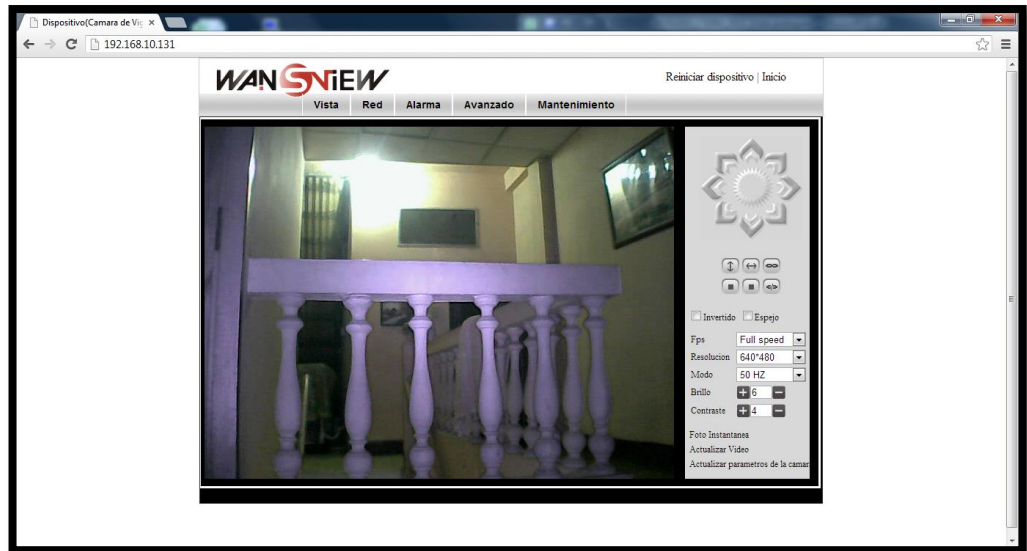 Dispositivo(Camara de Vig
192.168.10.131
WANSVIEW
Reiniciar dispositivo | Inicio
Vista Red Alarma Avanzado Mantenimiento
Invertido Espejo
Fps Full speed
Resolucion 640*480
Modo 50 HZ
Brillo + 6 −
Contraste + 4 −
Foto Instantanea
Actualizar Video
Actualizar parametros de la camar